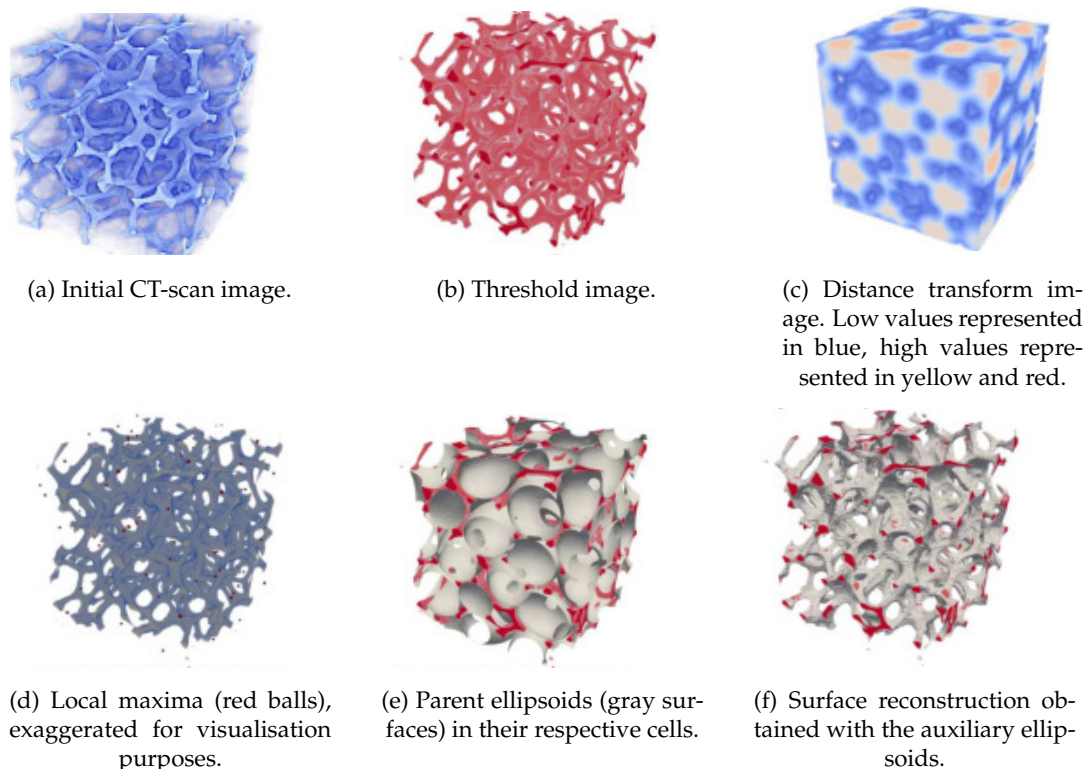 (a) Initial CT-scan image.
(b) Threshold image.
(c) Distance transform im-
age. Low values represented
in blue, high values repre-
sented in yellow and red.
(d) Local maxima (red balls),
exaggerated for visualisation
purposes.
(e) Parent ellipsoids (gray sur-
faces) in their respective cells.
(f) Surface reconstruction ob-
tained with the auxiliary ellip-
soids.